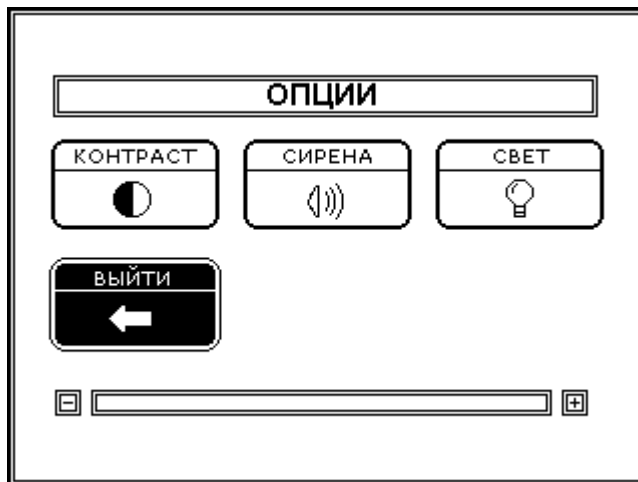 ОПЦИИ
КОНТРАСТ
СИРЕНА
СВЕТ
ВЫЙТИ
− +